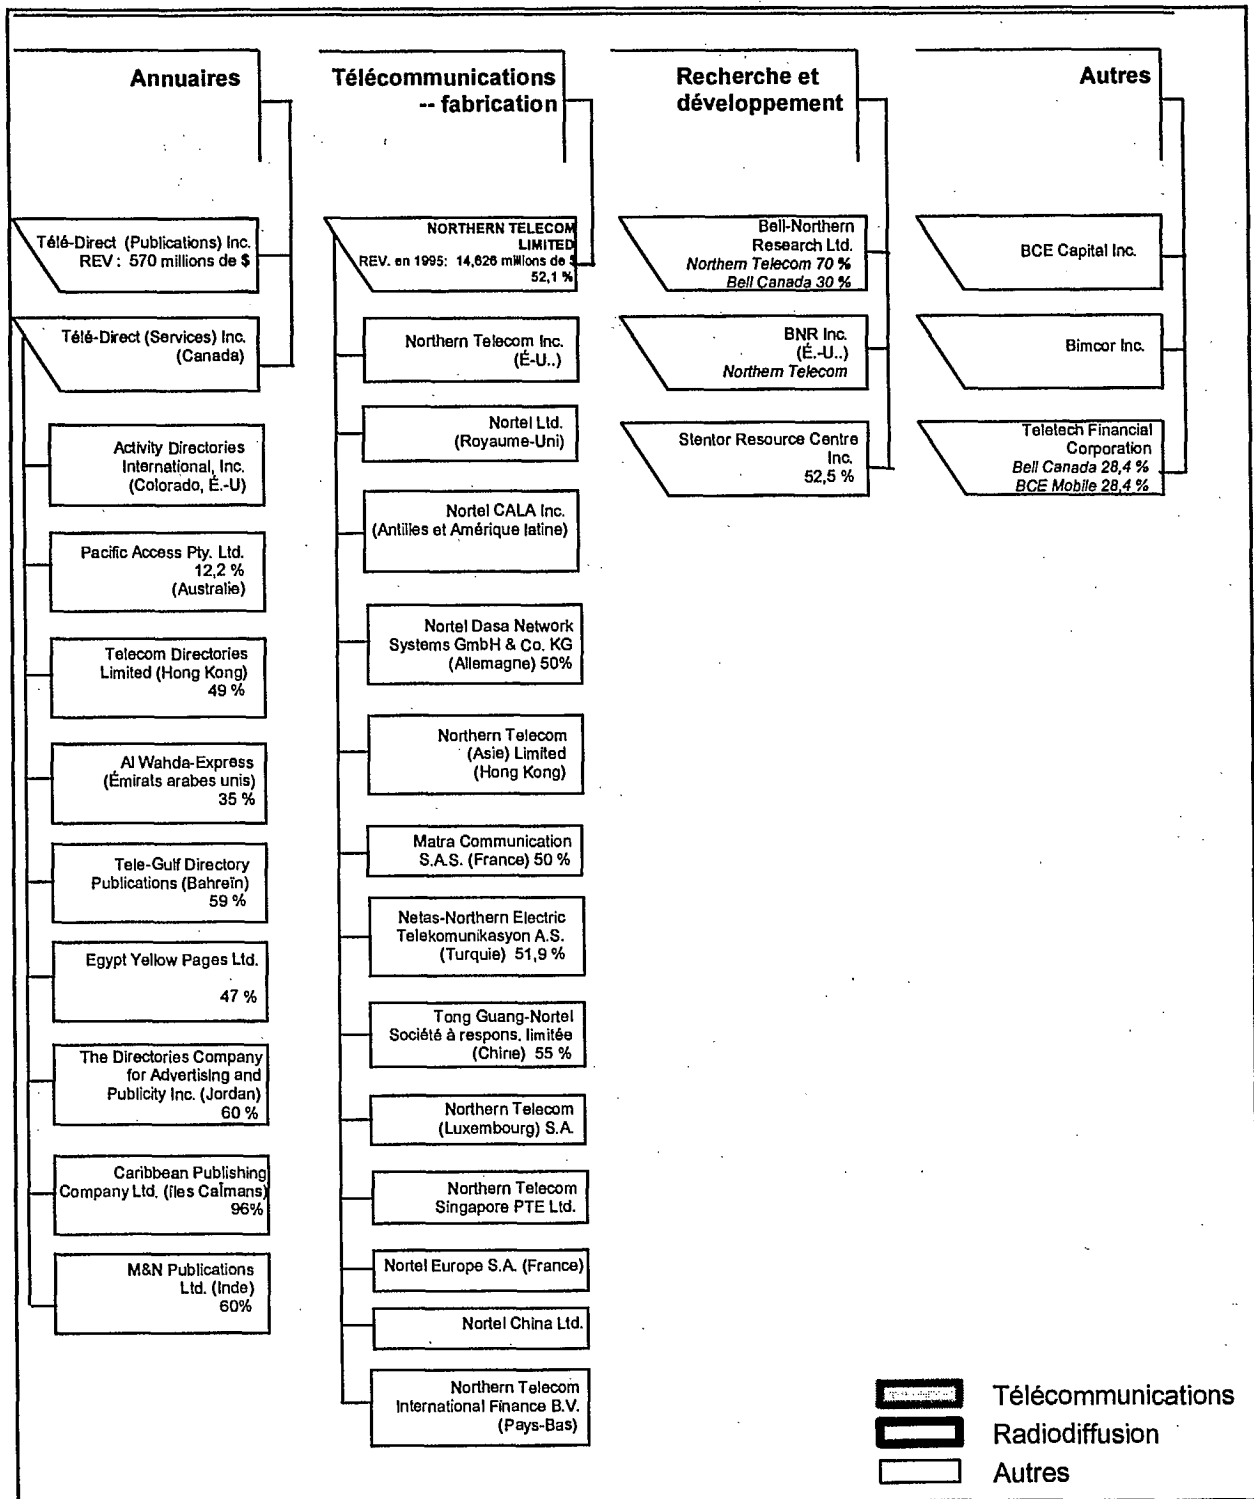 Annuaires
Télé-Direct (Publications) Inc.
REV : 570 millions de $
Télé-Direct (Services) Inc.
(Canada)
Activity Directories
International, Inc.
(Colorado, É.-U)
Pacific Access Pty. Ltd.
12,2 %
(Australie)
Telecom Directories
Limited (Hong Kong)
49 %
Al Wahda-Express
(Émirats arabes unis)
35 %
Tele-Gulf Directory
Publications (Bahreïn)
59 %
Egypt Yellow Pages Ltd.
47 %
The Directories Company
for Advertising and
Publicity Inc. (Jordan)
60 %
Caribbean Publishing
Company Ltd. (îles Caïmans)
96%
M&N Publications
Ltd. (Inde)
60%
Télécommunications
-- fabrication
NORTHERN TELECOM
LIMITED
REV. en 1995: 14,626 millions de $
52,1 %
Northern Telecom Inc.
(É-U..)
Nortel Ltd.
(Royaume-Uni)
Nortel CALA Inc.
(Antilles et Amérique latine)
Nortel Dasa Network
Systems GmbH & Co. KG
(Allemagne) 50%
Northern Telecom
(Asie) Limited
(Hong Kong)
Matra Communication
S.A.S. (France) 50 %
Netas-Northern Electric
Telekomunikasyon A.S.
(Turquie) 51,9 %
Tong Guang-Nortel
Société à respons. limitée
(Chine) 55 %
Northern Telecom
(Luxembourg) S.A.
Northern Telecom
Singapore PTE Ltd.
Nortel Europe S.A. (France)
Nortel China Ltd.
Northern Telecom
International Finance B.V.
(Pays-Bas)
Recherche et
développement
Bell-Northern
Research Ltd.
Northern Telecom 70 %
Bell Canada 30 %
BNR Inc.
(É.-U..)
Northern Telecom
Stentor Resource Centre
Inc.
52,5 %
Autres
BCE Capital Inc.
Bimcor Inc.
Teletech Financial
Corporation
Bell Canada 28,4 %
BCE Mobile 28,4 %
Télécommunications
Radiodiffusion
Autres